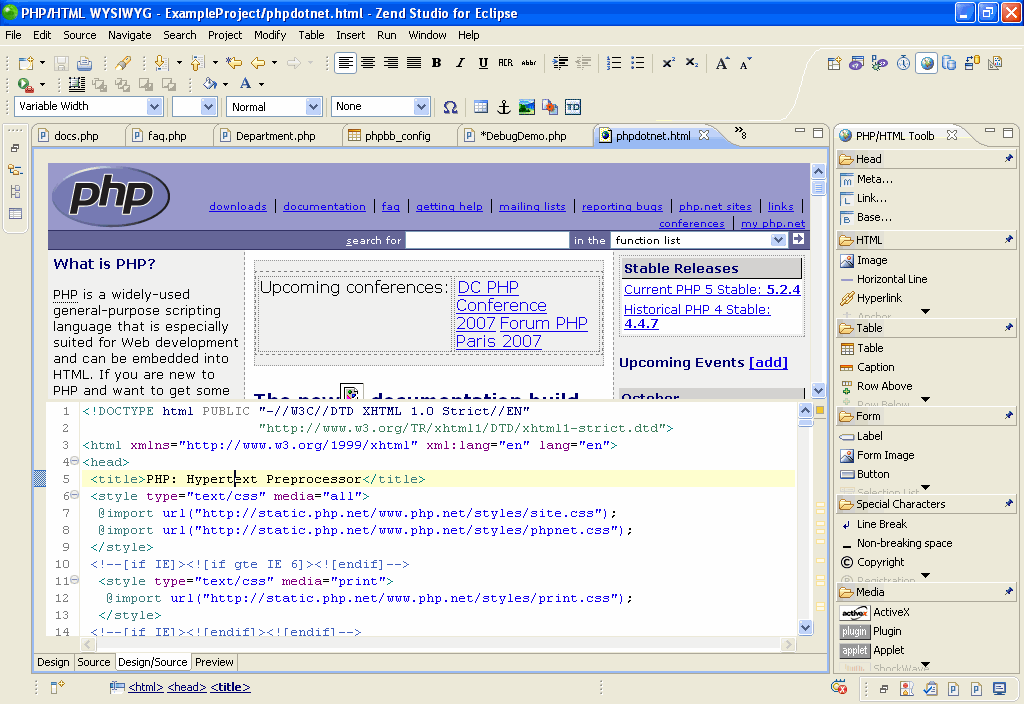 PHP/HTML WYSIWYG - ExampleProject/phpdotnet.html - Zend Studio for Eclipse
File Edit Source Navigate Search Project Modify Table Insert Run Window Help
B I U ACR abbr X² X₂ A A
A
Variable Width Normal None Ω TD
docs.php faq.php Department.php phpbb_config *DebugDemo.php phpdotnet.html »8 PHP/HTML Toolb
php
downloads documentation faq getting help mailing lists reporting bugs php.net sites links
conferences my php.net
search for in the function list
What is PHP?
PHP is a widely-used
general-purpose scripting
language that is especially
suited for Web development
and can be embedded into
HTML. If you are new to
PHP and want to get some
Upcoming conferences: DC PHP
Conference
2007 Forum PHP
Paris 2007
The new documentation build
Stable Releases
Current PHP 5 Stable: 5.2.4
Historical PHP 4 Stable:
4.4.7
Upcoming Events [add]
October
1 <!DOCTYPE html PUBLIC "-//W3C//DTD XHTML 1.0 Strict//EN"
2 "http://www.w3.org/TR/xhtml1/DTD/xhtml1-strict.dtd">
3 <html xmlns="http://www.w3.org/1999/xhtml" xml:lang="en" lang="en">
4 <head>
5 <title>PHP: Hypertext Preprocessor</title>
6 <style type="text/css" media="all">
7 @import url("http://static.php.net/www.php.net/styles/site.css");
8 @import url("http://static.php.net/www.php.net/styles/phpnet.css");
9 </style>
10 <!--[if IE]><![if gte IE 6]><![endif]-->
11 <style type="text/css" media="print">
12 @import url("http://static.php.net/www.php.net/styles/print.css");
13 </style>
14 <!--[if IE]><![endif]><![endif]-->
Design Source Design/Source Preview
<html> <head> <title>
Head
Meta...
Link...
Base...
HTML
Image
Horizontal Line
Hyperlink
Anchor
Table
Table
Caption
Row Above
Row Below
Form
Label
Form Image
Button
Selection List
Special Characters
Line Break
Non-breaking space
Copyright
Registration
Media
activex ActiveX
plugin Plugin
applet Applet
ShockWave